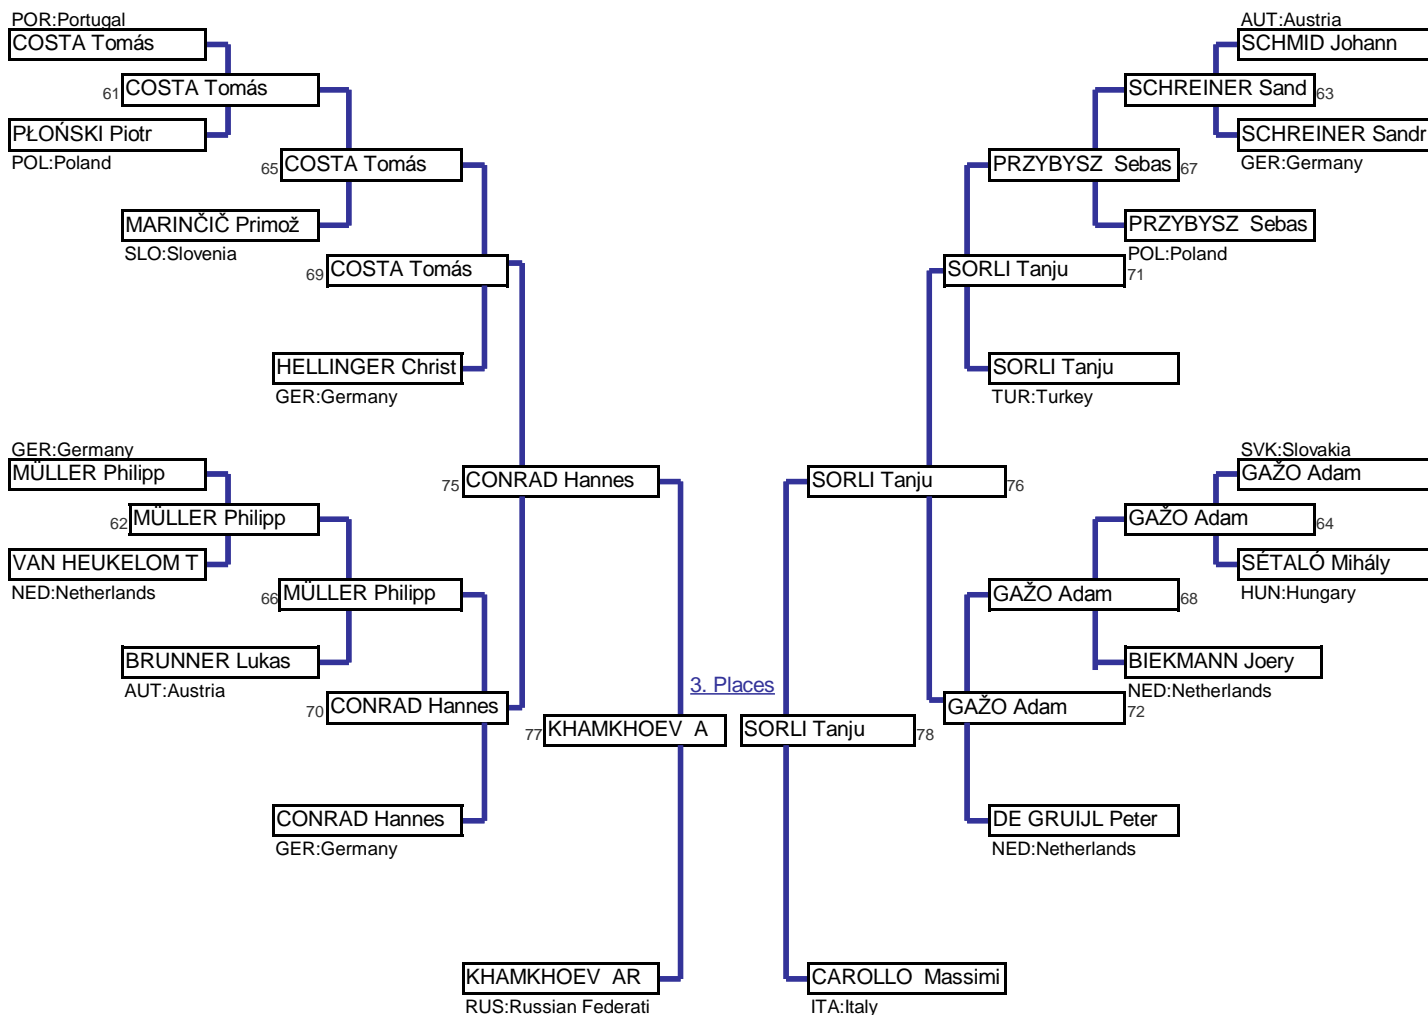 POR:Portugal
COSTA Tomás
61 COSTA Tomás
PŁOŃSKI Piotr
POL:Poland
65 COSTA Tomás
MARINČIČ Primož
SLO:Slovenia
69 COSTA Tomás
HELLINGER Christ
GER:Germany
GER:Germany
MÜLLER Philipp
62 MÜLLER Philipp
VAN HEUKELOM T
NED:Netherlands
66 MÜLLER Philipp
BRUNNER Lukas
AUT:Austria
70 CONRAD Hannes
CONRAD Hannes
GER:Germany
75 CONRAD Hannes
77 KHAMKHOEV A
KHAMKHOEV AR
RUS:Russian Federati
3. Places
AUT:Austria
SCHMID Johann
SCHREINER Sand 63
SCHREINER Sandr
GER:Germany
PRZYBYSZ Sebas 67
PRZYBYSZ Sebas
POL:Poland
SORLI Tanju 71
SORLI Tanju
TUR:Turkey
SORLI Tanju 76
SVK:Slovakia
GAŽO Adam
GAŽO Adam 64
SÉTALÓ Mihály
HUN:Hungary
GAŽO Adam 68
BIEKMANN Joery
NED:Netherlands
GAŽO Adam 72
DE GRUIJL Peter
NED:Netherlands
SORLI Tanju 78
CAROLLO Massimi
ITA:Italy